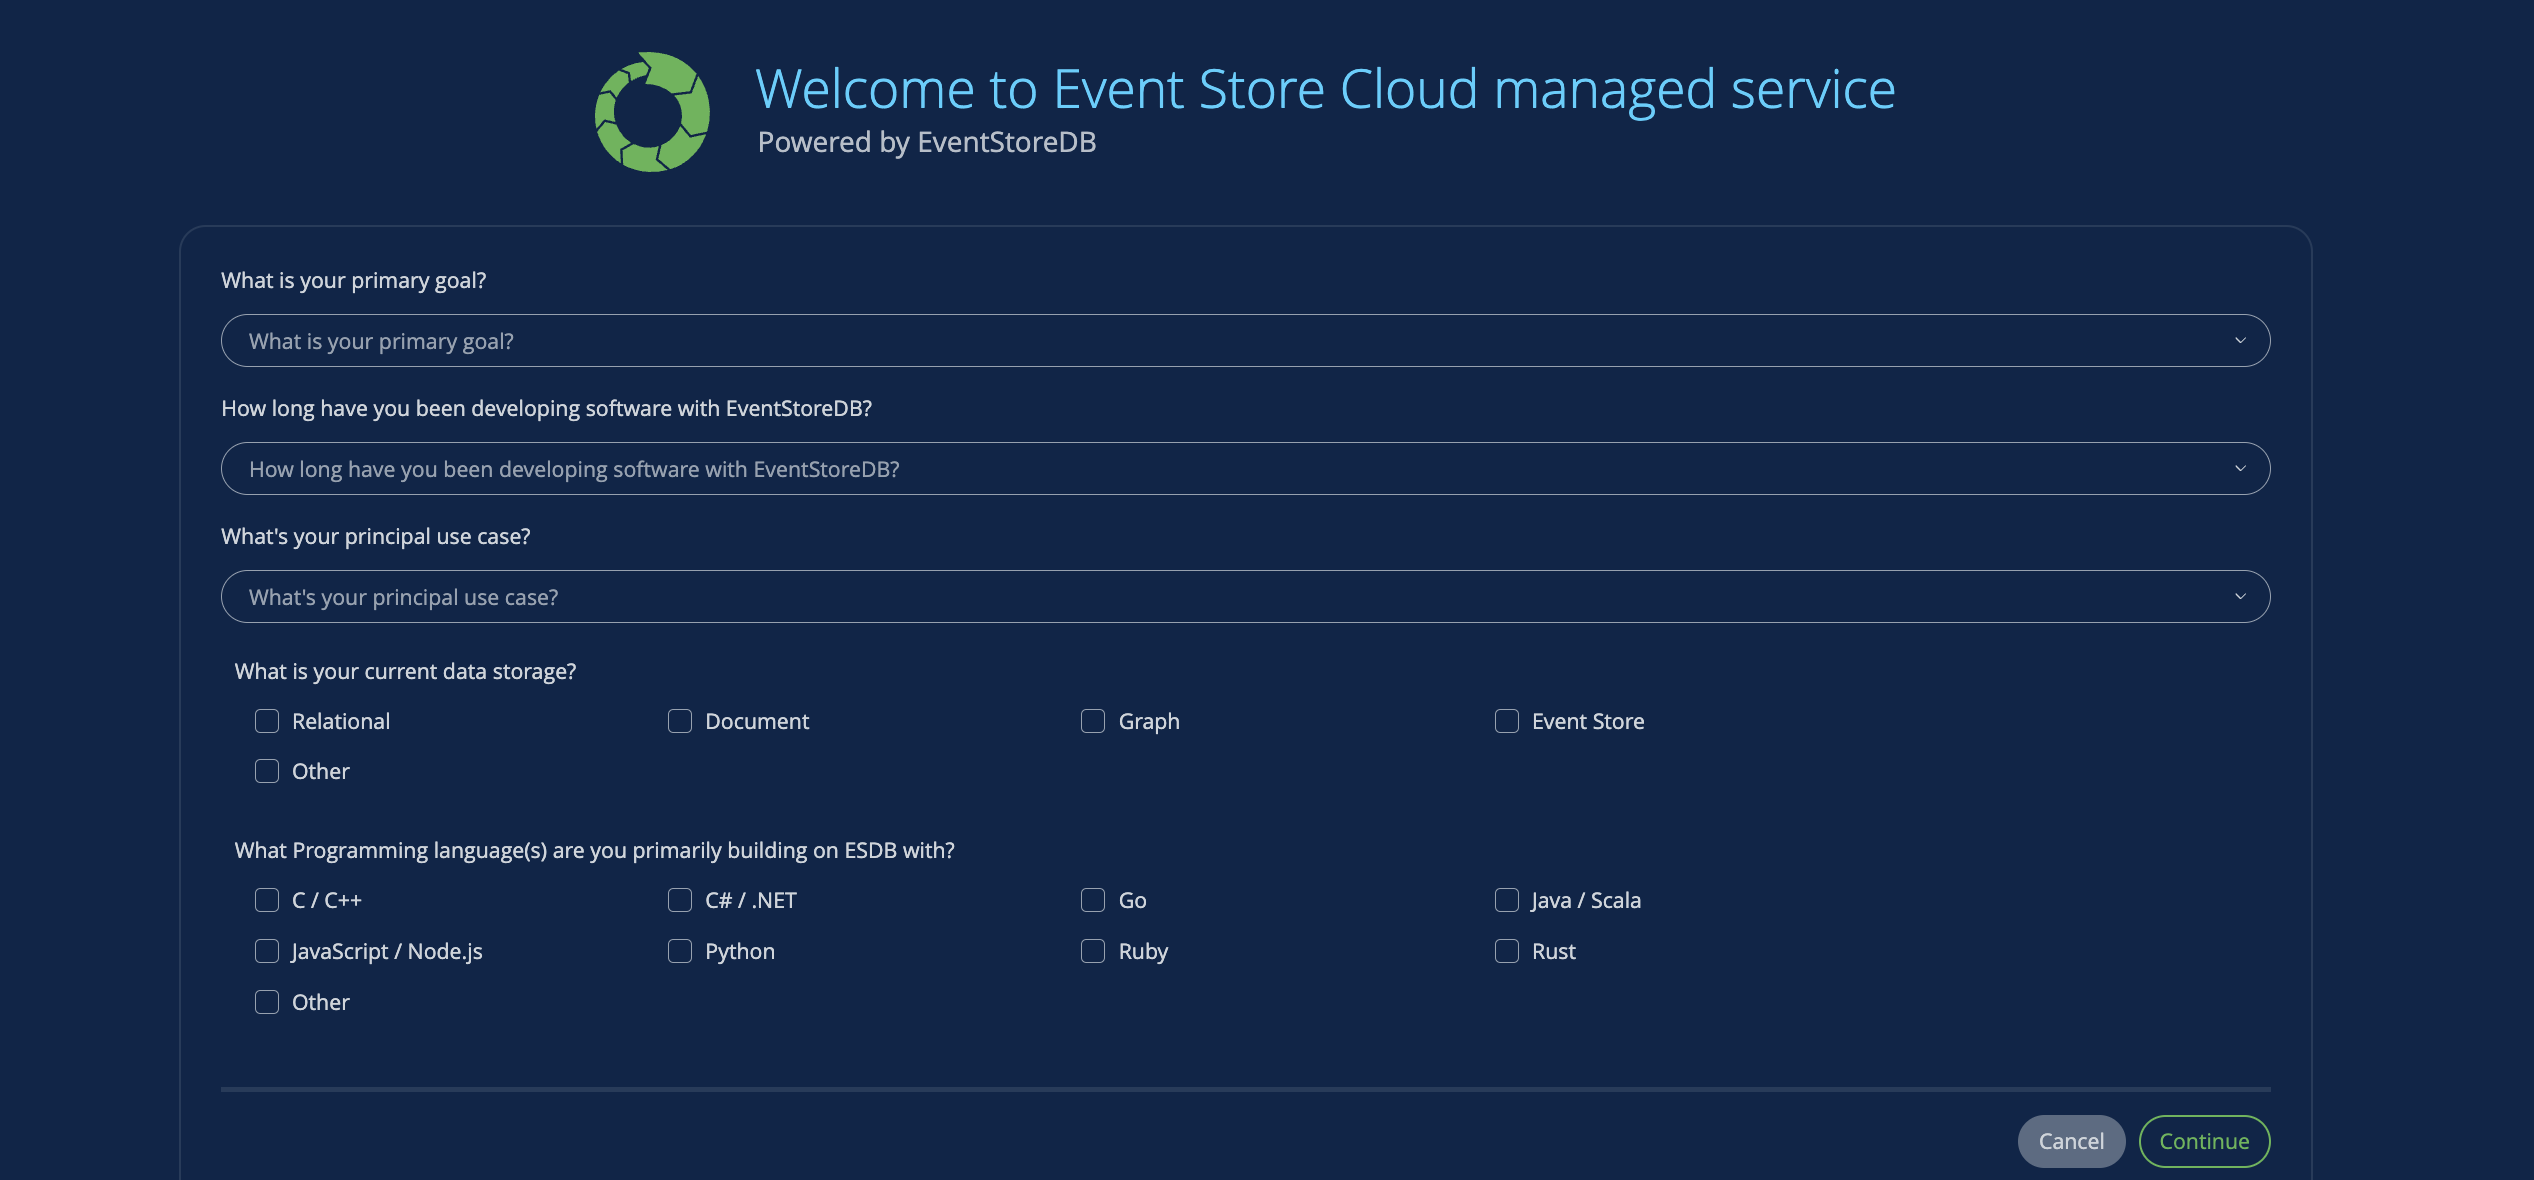 Welcome to Event Store Cloud managed service
Powered by EventStoreDB
What is your primary goal?
What is your primary goal?
How long have you been developing software with EventStoreDB?
How long have you been developing software with EventStoreDB?
What's your principal use case?
What's your principal use case?
What is your current data storage?
Relational Document Graph Event Store
Other
What Programming language(s) are you primarily building on ESDB with?
C / C++ C# / .NET Go Java / Scala
JavaScript / Node.js Python Ruby Rust
Other
Cancel Continue